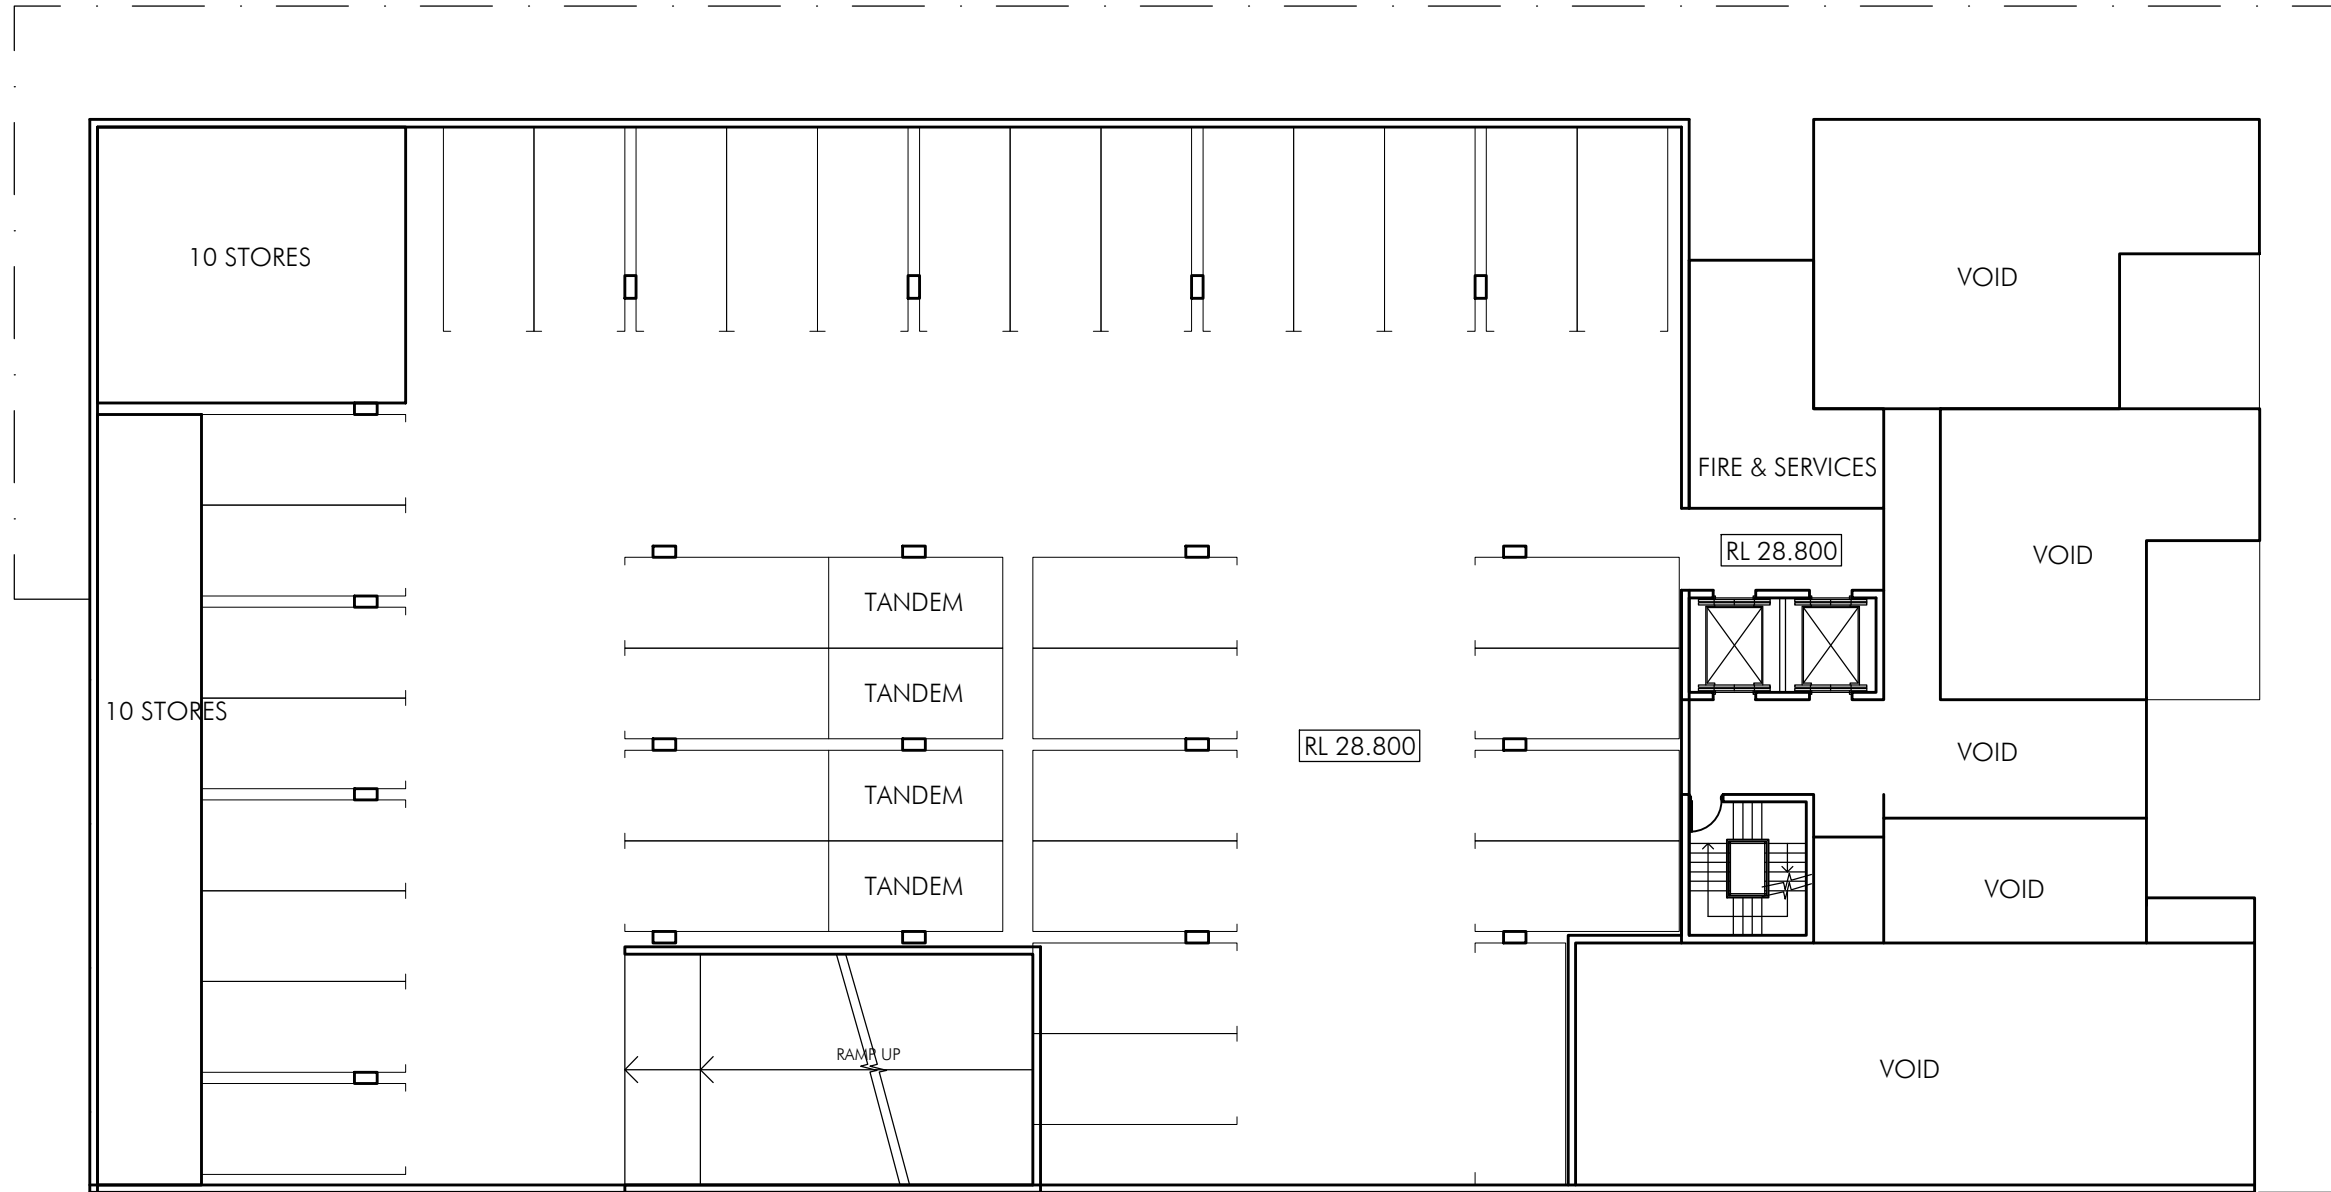 10 STORES
VOID
FIRE & SERVICES
RL 28.800
VOID
TANDEM
TANDEM
10 STORES
RL 28.800
VOID
TANDEM
TANDEM
VOID
RAMP UP
VOID